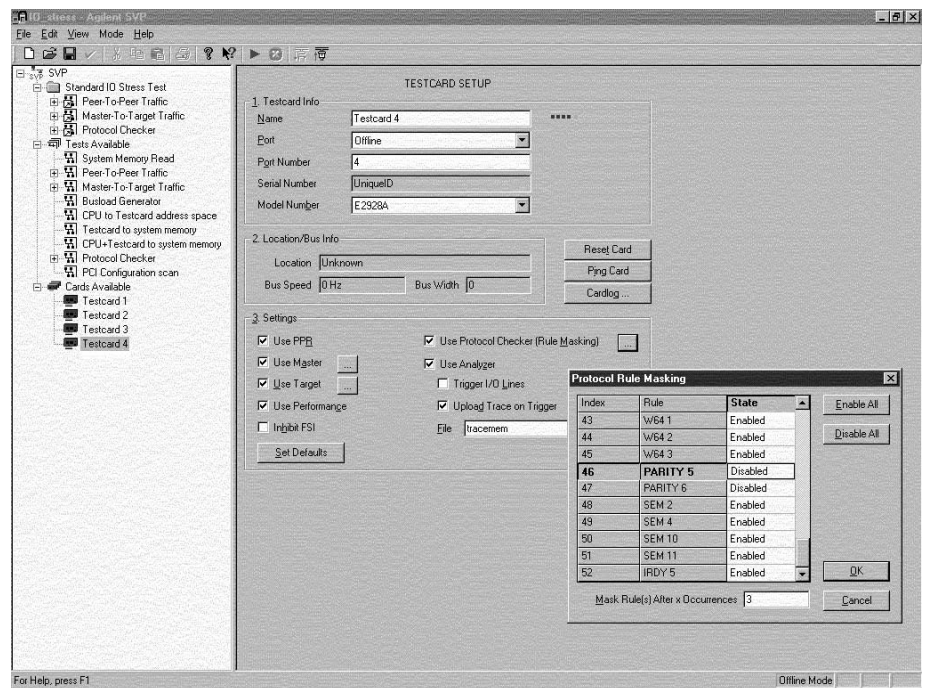 IO_stress - Agilent SVP
File Edit View Mode Help
SVP
Standard IO Stress Test
Peer-To-Peer Traffic
Master-To-Target Traffic
Protocol Checker
Tests Available
System Memory Read
Peer-To-Peer Traffic
Master-To-Target Traffic
Busload Generator
CPU to Testcard address space
Testcard to system memory
CPU+Testcard to system memory
Protocol Checker
PCI Configuration scan
Cards Available
Testcard 1
Testcard 2
Testcard 3
Testcard 4
TESTCARD SETUP
1. Testcard Info
Name Testcard 4
Port Offline
Port Number 4
Serial Number UniqueID
Model Number E2928A
2. Location/Bus Info
Location Unknown
Bus Speed 0 Hz Bus Width 0
Reset Card
Ping Card
Cardlog ...
3. Settings
Use PPR
Use Master ...
Use Target ...
Use Performance
Inhibit FSI
Set Defaults
Use Protocol Checker (Rule Masking) ...
Use Analyzer
Trigger I/O Lines
Upload Trace on Trigger
File tracemem
Protocol Rule Masking
Index Rule State
43 W64 1 Enabled
44 W64 2 Enabled
45 W64 3 Enabled
46 PARITY 5 Disabled
47 PARITY 6 Disabled
48 SEM 2 Enabled
49 SEM 4 Enabled
50 SEM 10 Enabled
51 SEM 11 Enabled
52 IRDY 5 Enabled
Enable All
Disable All
OK
Mask Rule(s) After x Occurrences 3
Cancel
For Help, press F1
Offline Mode